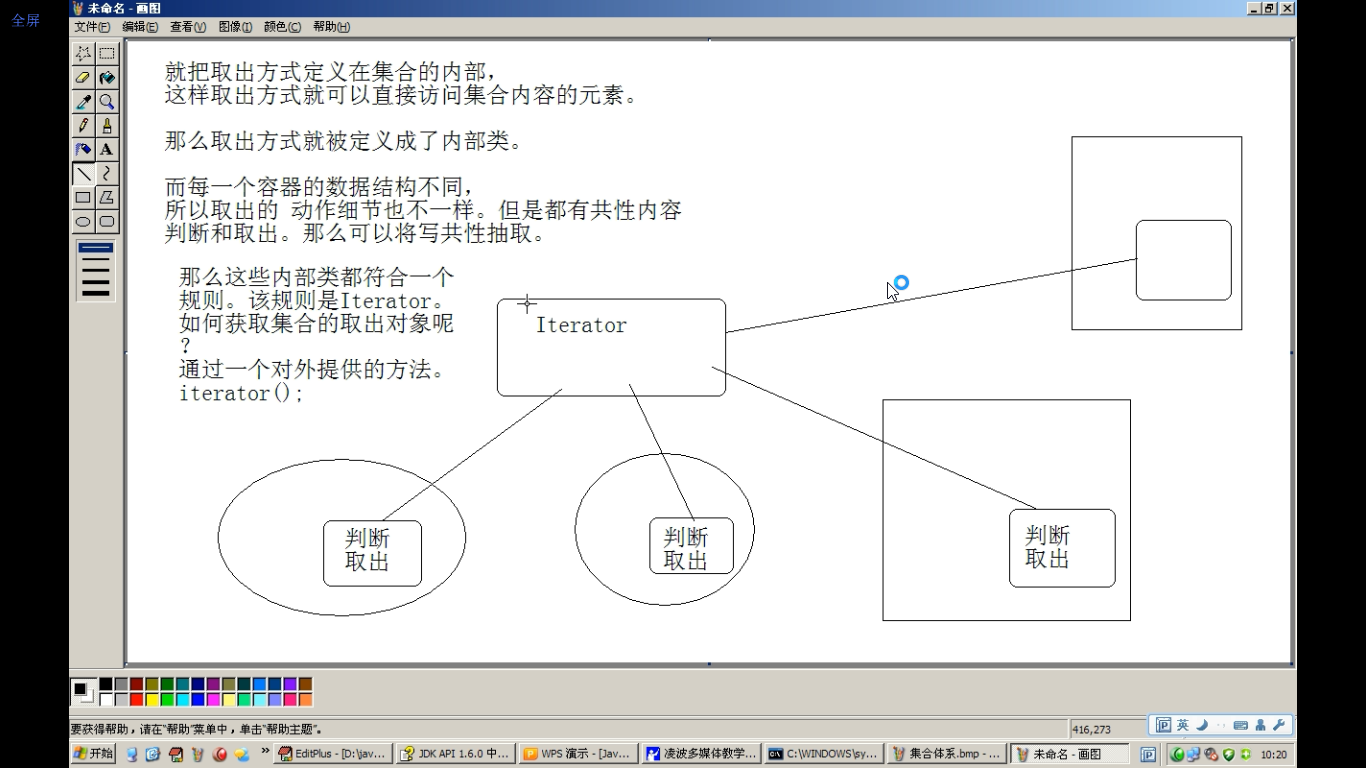 全屏
未命名 - 画图
文件(F) 编辑(E) 查看(V) 图像(I) 颜色(C) 帮助(H)
就把取出方式定义在集合的内部，
这样取出方式就可以直接访问集合内容的元素。
那么取出方式就被定义成了内部类。
而每一个容器的数据结构不同，
所以取出的 动作细节也不一样。但是都有共性内容
判断和取出。那么可以将写共性抽取。
那么这些内部类都符合一个
规则。该规则是Iterator。
如何获取集合的取出对象呢
？
通过一个对外提供的方法。
iterator();
Iterator
判断
取出
判断
取出
判断
取出
要获得帮助，请在“帮助”菜单中，单击“帮助主题”。
416,273
英
开始
EditPlus - [D:\jav...
JDK API 1.6.0 中...
WPS 演示 - [Jav...
凌波多媒体教学...
C:\WINDOWS\sy...
集合体系.bmp - ...
未命名 - 画图
10:20